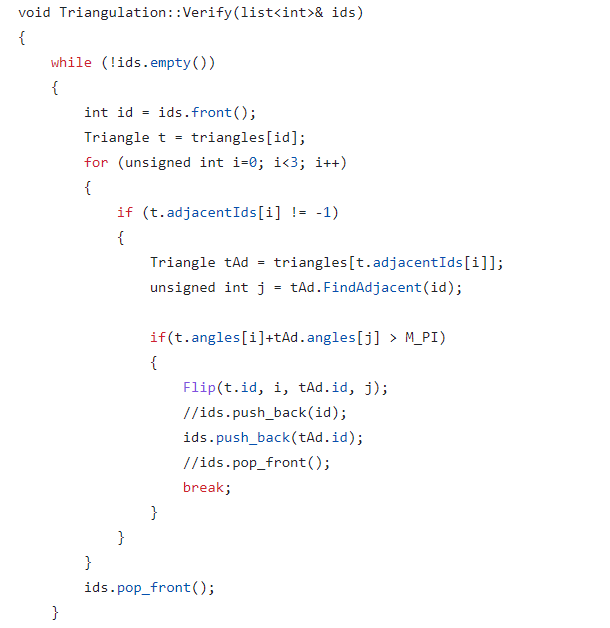 void Triangulation::Verify(list<int>& ids)
{
    while (!ids.empty())
    {
        int id = ids.front();
        Triangle t = triangles[id];
        for (unsigned int i=0; i<3; i++)
        {
            if (t.adjacentIds[i] != -1)
            {
                Triangle tAd = triangles[t.adjacentIds[i]];
                unsigned int j = tAd.FindAdjacent(id);

                if(t.angles[i]+tAd.angles[j] > M_PI)
                {
                    Flip(t.id, i, tAd.id, j);
                    //ids.push_back(id);
                    ids.push_back(tAd.id);
                    //ids.pop_front();
                    break;
                }
            }
        }
        ids.pop_front();
    }